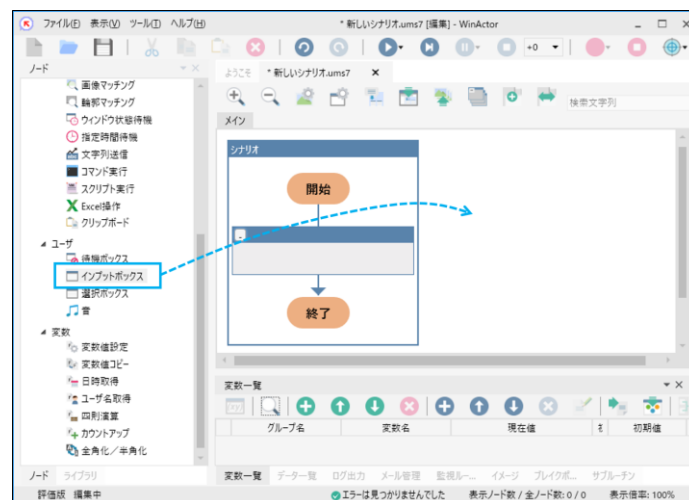 ファイル(F) 表示(V) ツール(T) ヘルプ(H)
* 新しいシナリオ.ums7 [編集] - WinActor
+0
ノード
ようこそ
* 新しいシナリオ.ums7
検索文字列
メイン
画像マッチング
輪郭マッチング
ウィンドウ状態待機
指定時間待機
文字列送信
コマンド実行
スクリプト実行
Excel操作
クリップボード
ユーザ
待機ボックス
インプットボックス
選択ボックス
音
変数
変数値設定
変数値コピー
日時取得
ユーザ名取得
四則演算
カウントアップ
全角化/半角化
ノード ライブラリ
シナリオ
開始
終了
変数一覧
グループ名 変数名 現在値 初期値
変数一覧 データ一覧 ログ出力 メール管理 監視ルー... イメージ ブレイクポ... サブルーチン
評価版 編集中
エラーは見つかりませんでした
表示ノード数 / 全ノード数: 0 / 0
表示倍率: 100%